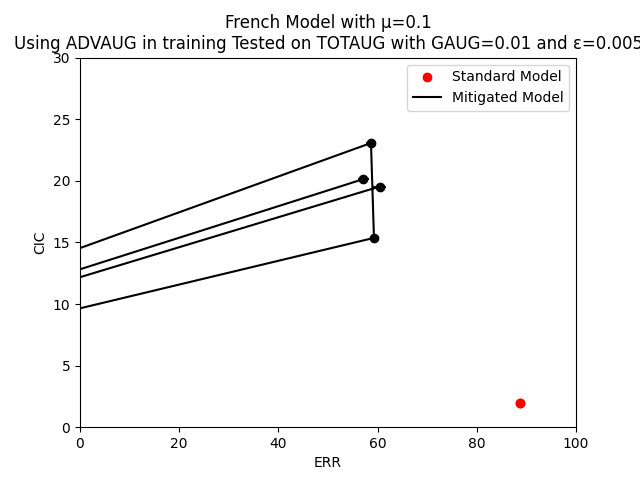 French Model with μ=0.1
Using ADVAUG in training Tested on TOTAUG with GAUG=0.01 and ε=0.005
30
25
20
15
10
5
0
CIC
Standard Model
Mitigated Model
0 20 40 60 80 100
ERR